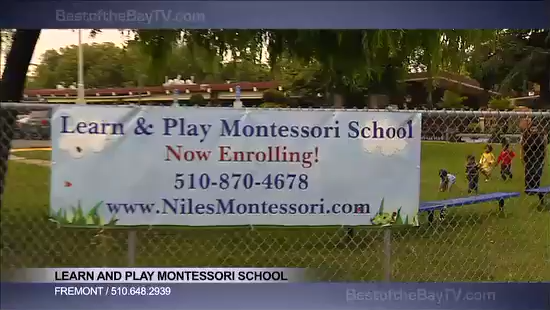 BestoftheBayTV.com
Learn & Play Montessori School
Now Enrolling!
510-870-4678
www.NilesMontessori.com
LEARN AND PLAY MONTESSORI SCHOOL
FREMONT / 510.648.2939
BestoftheBayTV.com